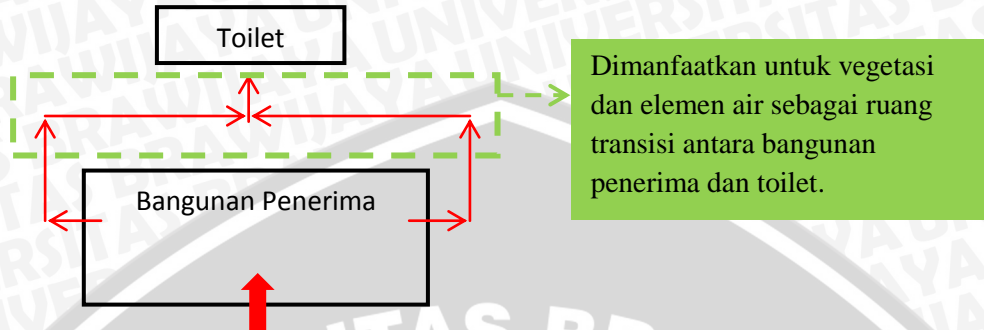 Toilet
Dimanfaatkan untuk vegetasi
dan elemen air sebagai ruang
transisi antara bangunan
penerima dan toilet.
Bangunan Penerima